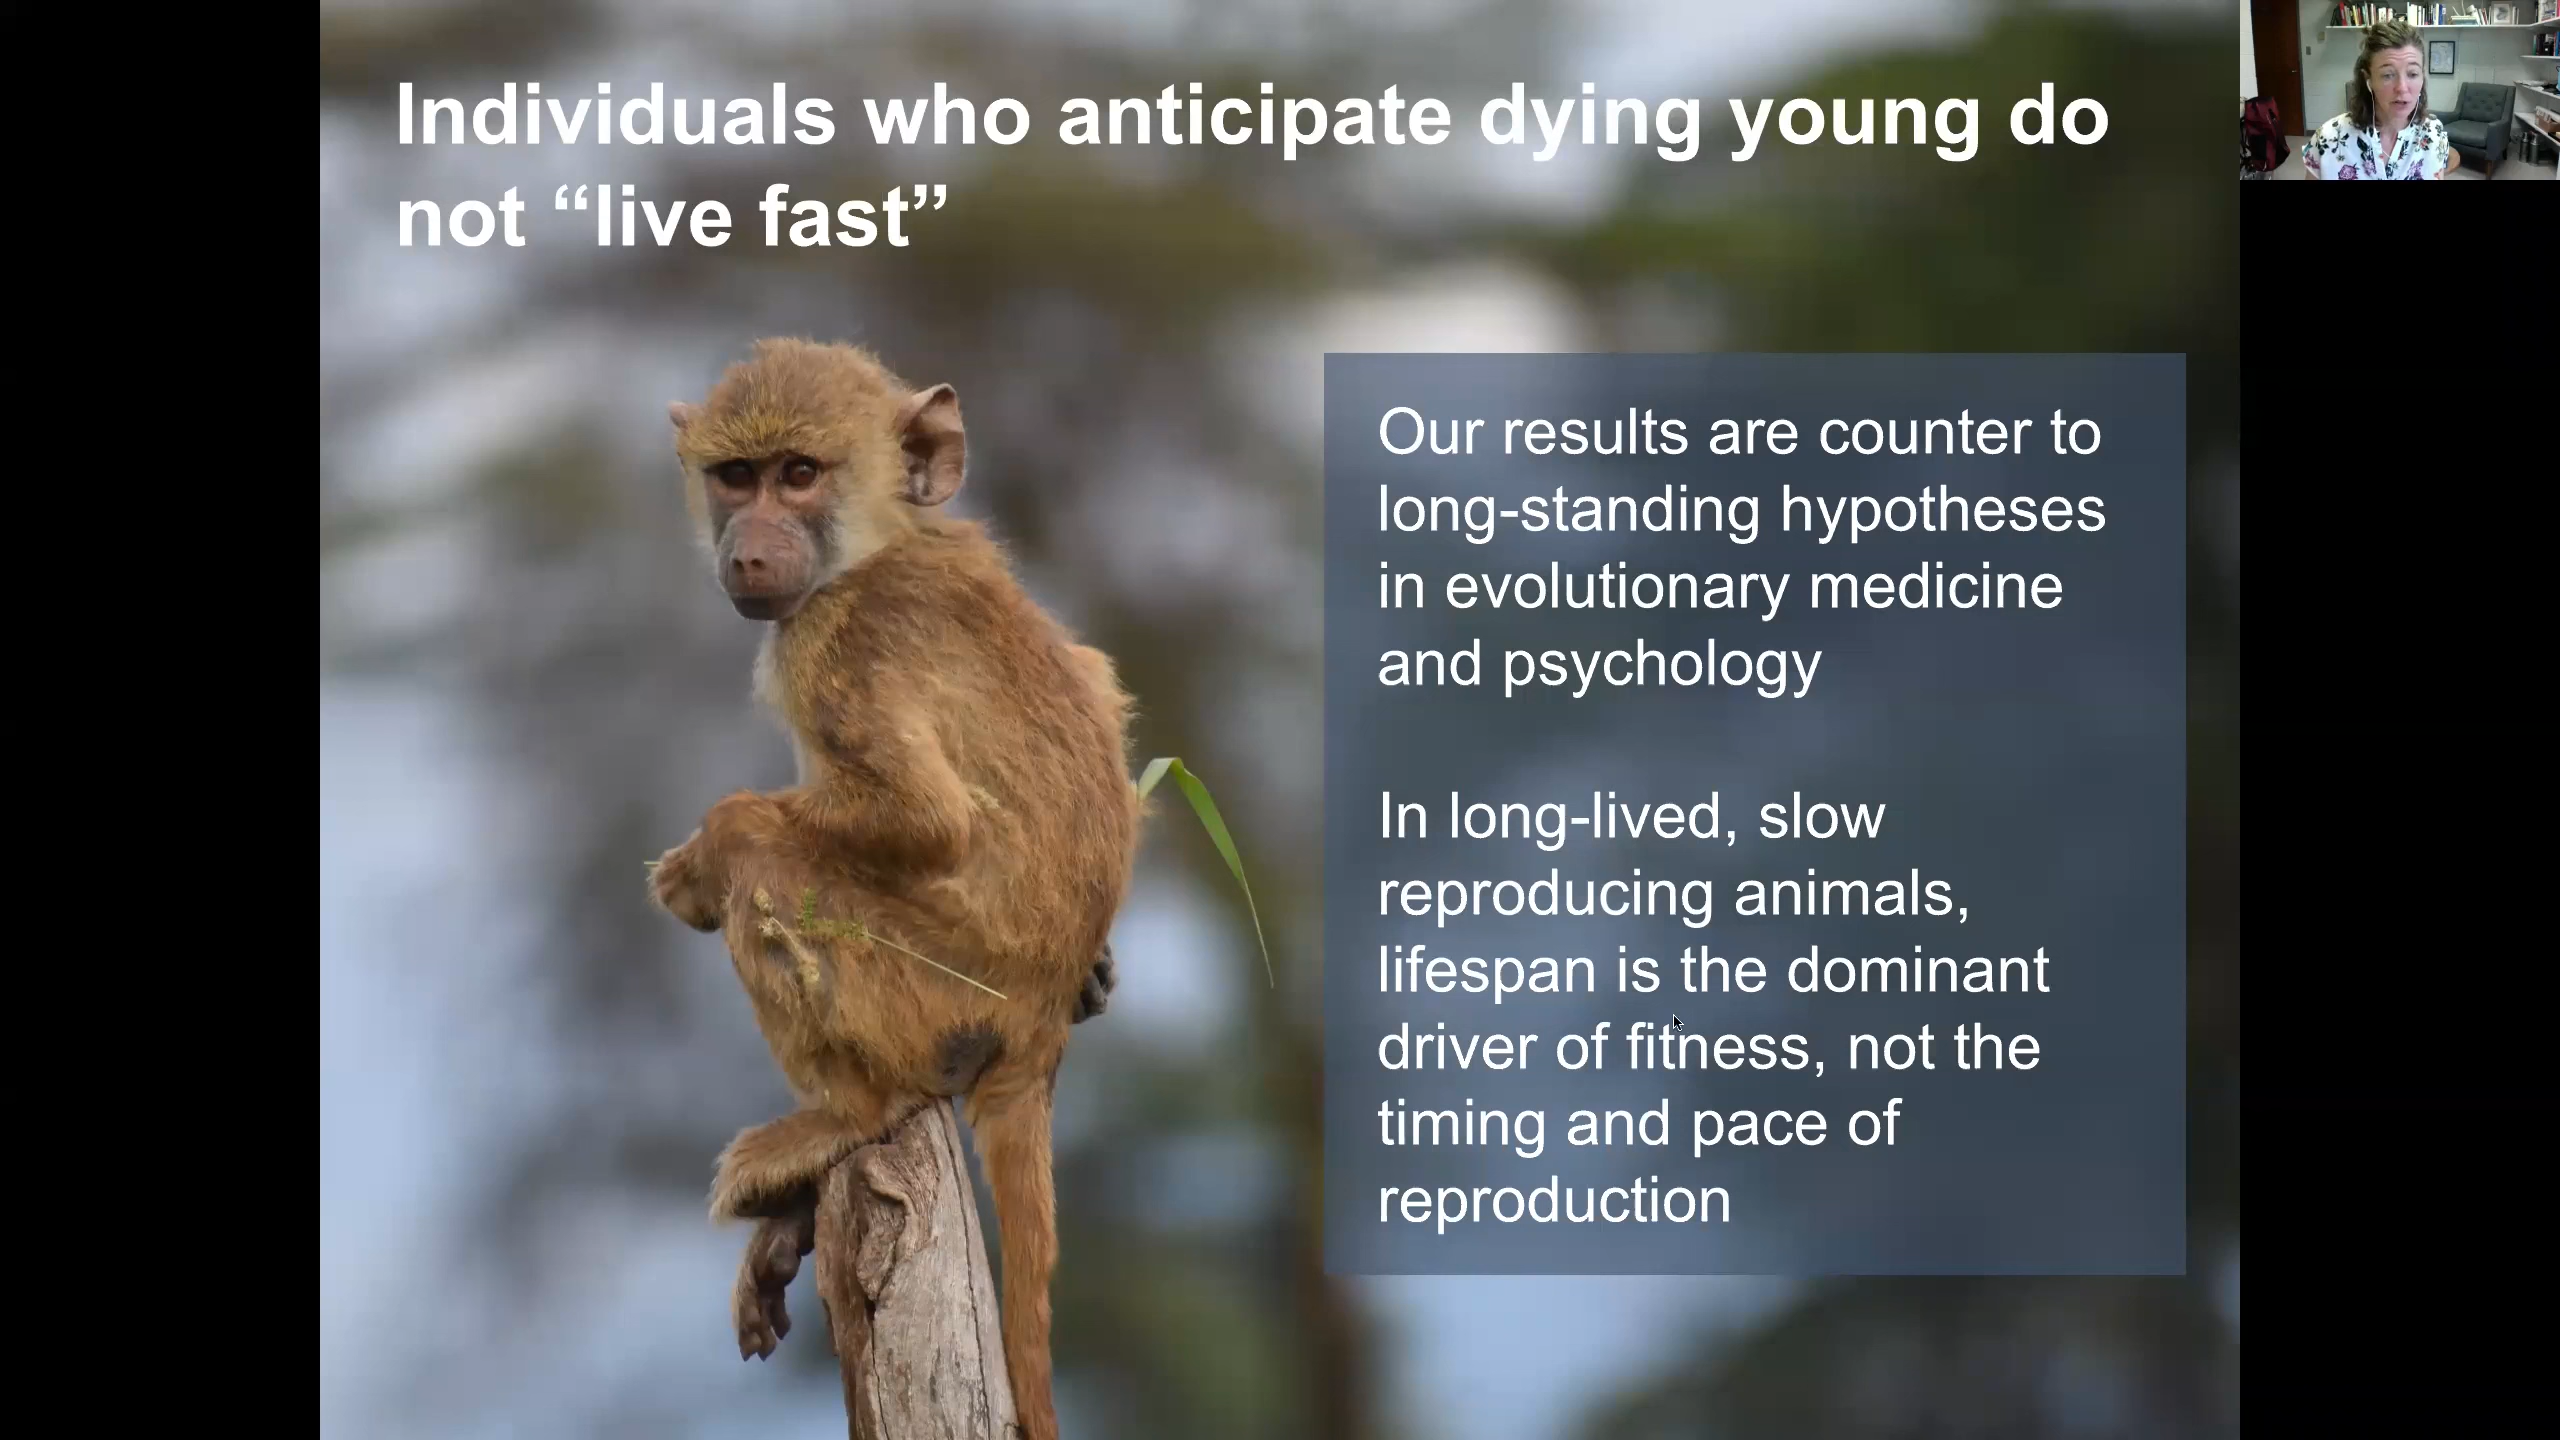 Individuals who anticipate dying young do
not “live fast”
Our results are counter to
long-standing hypotheses
in evolutionary medicine
and psychology
In long-lived, slow
reproducing animals,
lifespan is the dominant
driver of fitness, not the
timing and pace of
reproduction